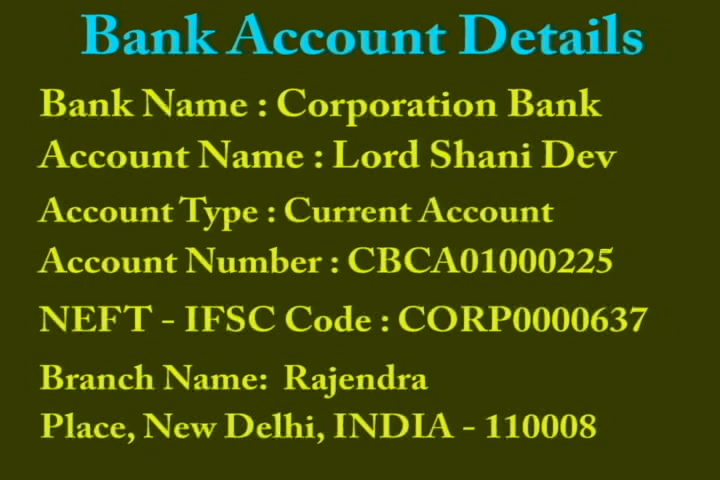 Bank Account Details
Bank Name : Corporation Bank
Account Name : Lord Shani Dev
Account Type : Current Account
Account Number : CBCA01000225
NEFT - IFSC Code : CORP0000637
Branch Name: Rajendra
Place, New Delhi, INDIA - 110008